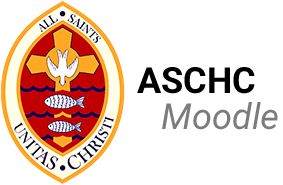 ALL • SAINTS
UNITAS • CHRISTI
ASCHC
Moodle